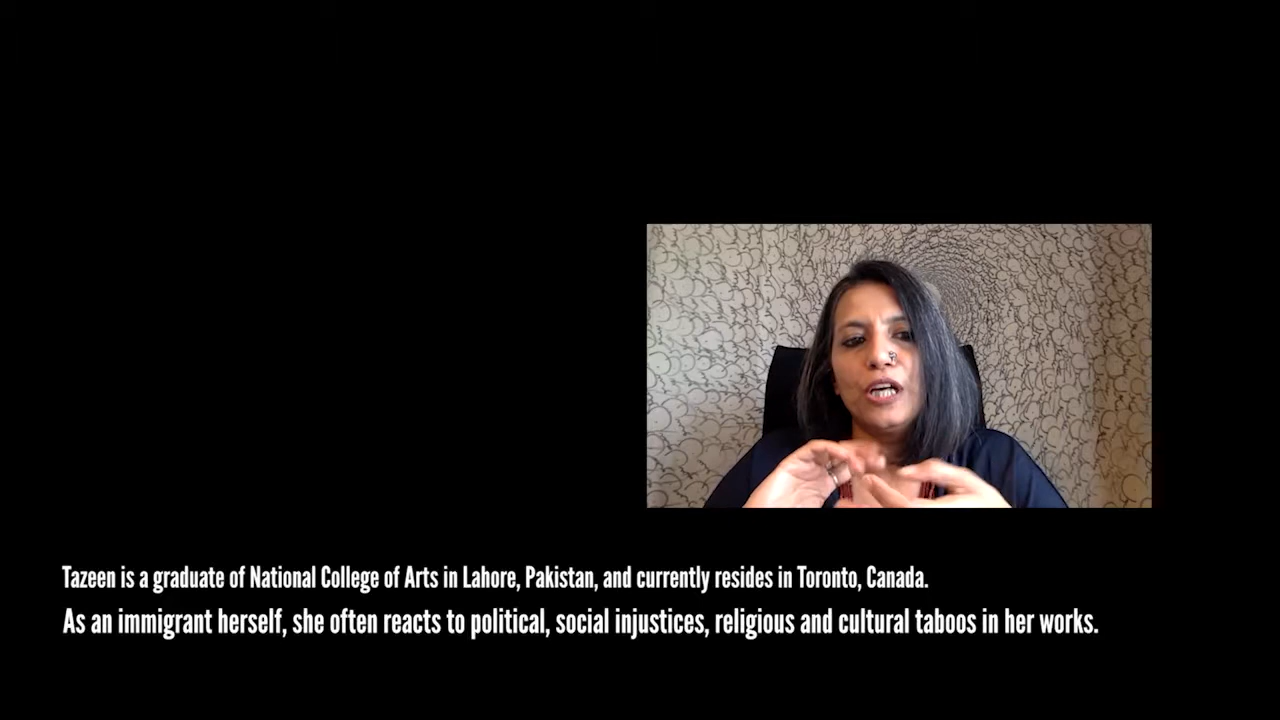 Tazeen is a graduate of National College of Arts in Lahore, Pakistan, and currently resides in Toronto, Canada.
As an immigrant herself, she often reacts to political, social injustices, religious and cultural taboos in her works.